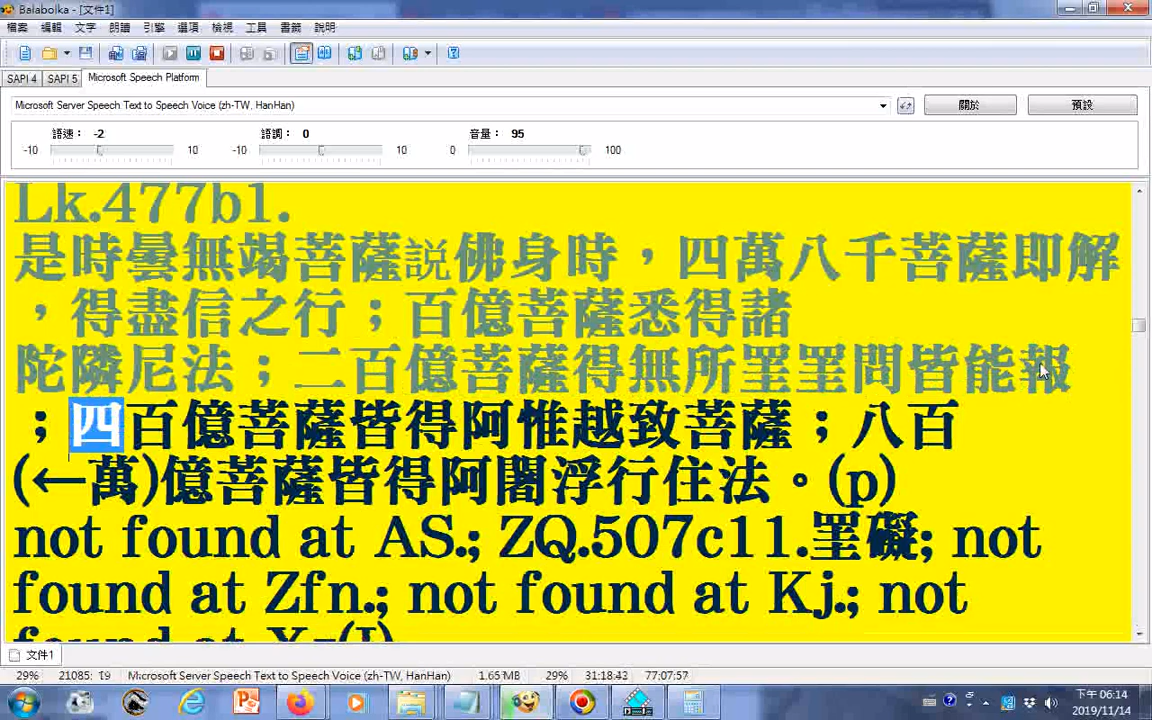 Balabolka - [文件1]
檔案 編輯 文字 朗讀 引擎 選項 檢視 工具 書籤 說明
SAPI 4 SAPI 5 Microsoft Speech Platform
Microsoft Server Speech Text to Speech Voice (zh-TW, HanHan) 關於 預設
語速： -2 語調： 0 音量： 95
-10 10 -10 10 0 100
Lk.477b1.
是時曇無竭菩薩説佛身時，四萬八千菩薩即解
，得盡信之行；百億菩薩悉得諸
陀隣尼法；二百億菩薩得無所罣罣問皆能報
；四百億菩薩皆得阿惟越致菩薩；八百
(←萬)億菩薩皆得阿闍浮行住法。(p)
not found at AS.; ZQ.507c11.罣礙; not
found at Zfn.; not found at Kj.; not
found at Xz(I)
文件1
29% 21085: 19 Microsoft Server Speech Text to Speech Voice (zh-TW, HanHan) 1.65 MB 29% 31:18:43 77:07:57
下午 06:14
2019/11/14